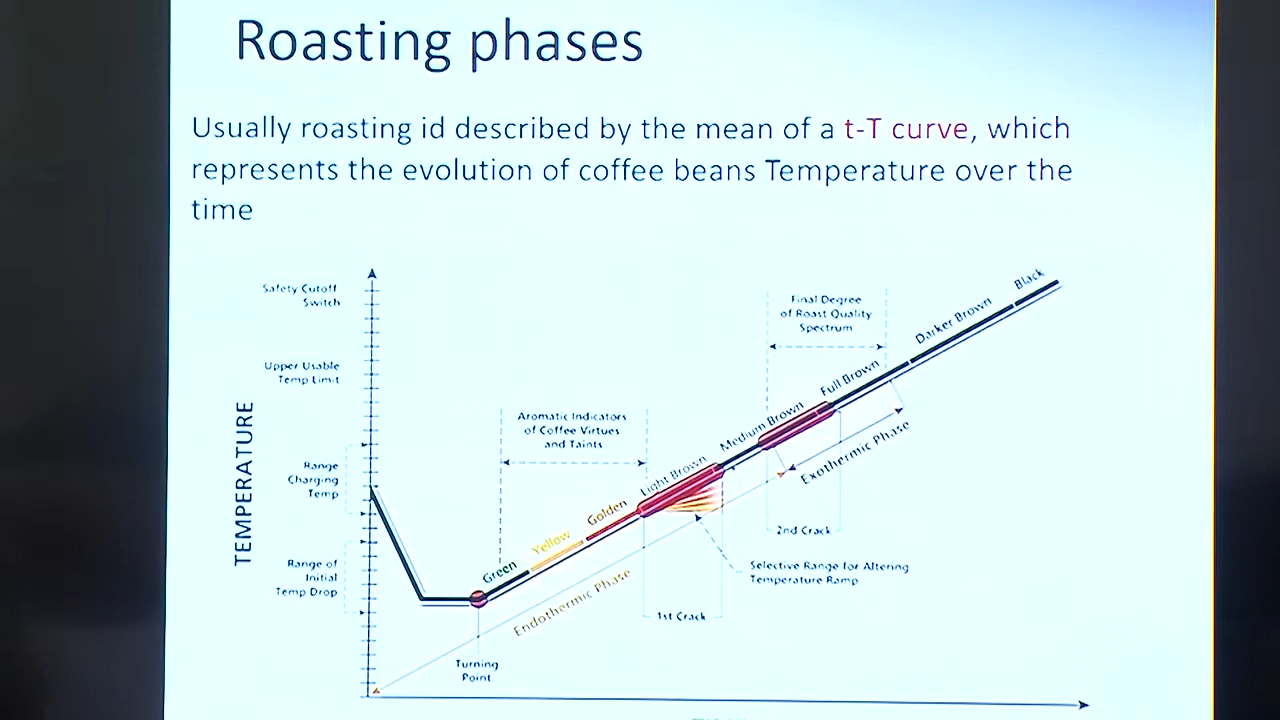 Roasting phases
Usually roasting id described by the mean of a t-T curve, which
represents the evolution of coffee beans Temperature over the
time
Safety Cutoff
Switch
Upper Usable
Temp Limit
TEMPERATURE
Range
Charging
Temp
Range of
Initial
Temp Drop
Aromatic Indicators
of Coffee Virtues
and Taints
Final Degree
of Roast Quality
Spectrum
Green
Yellow
Golden
Light Brown
Medium Brown
Full Brown
Darker Brown
Black
Endothermic Phase
Exothermic Phase
2nd Crack
Selective Range for Altering
Temperature Ramp
1st Crack
Turning
Point